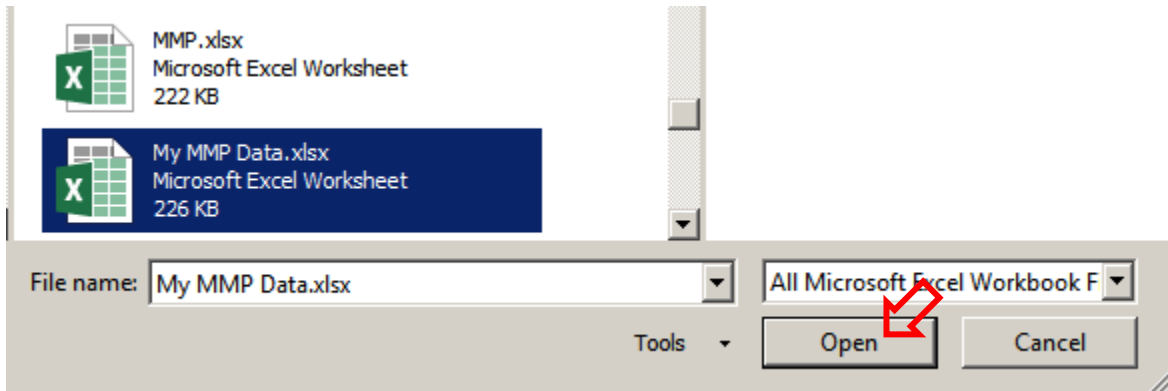 MMP.xlsx
Microsoft Excel Worksheet
222 KB
My MMP Data.xlsx
Microsoft Excel Worksheet
226 KB
File name: My MMP Data.xlsx All Microsoft Excel Workbook F
Tools Open Cancel